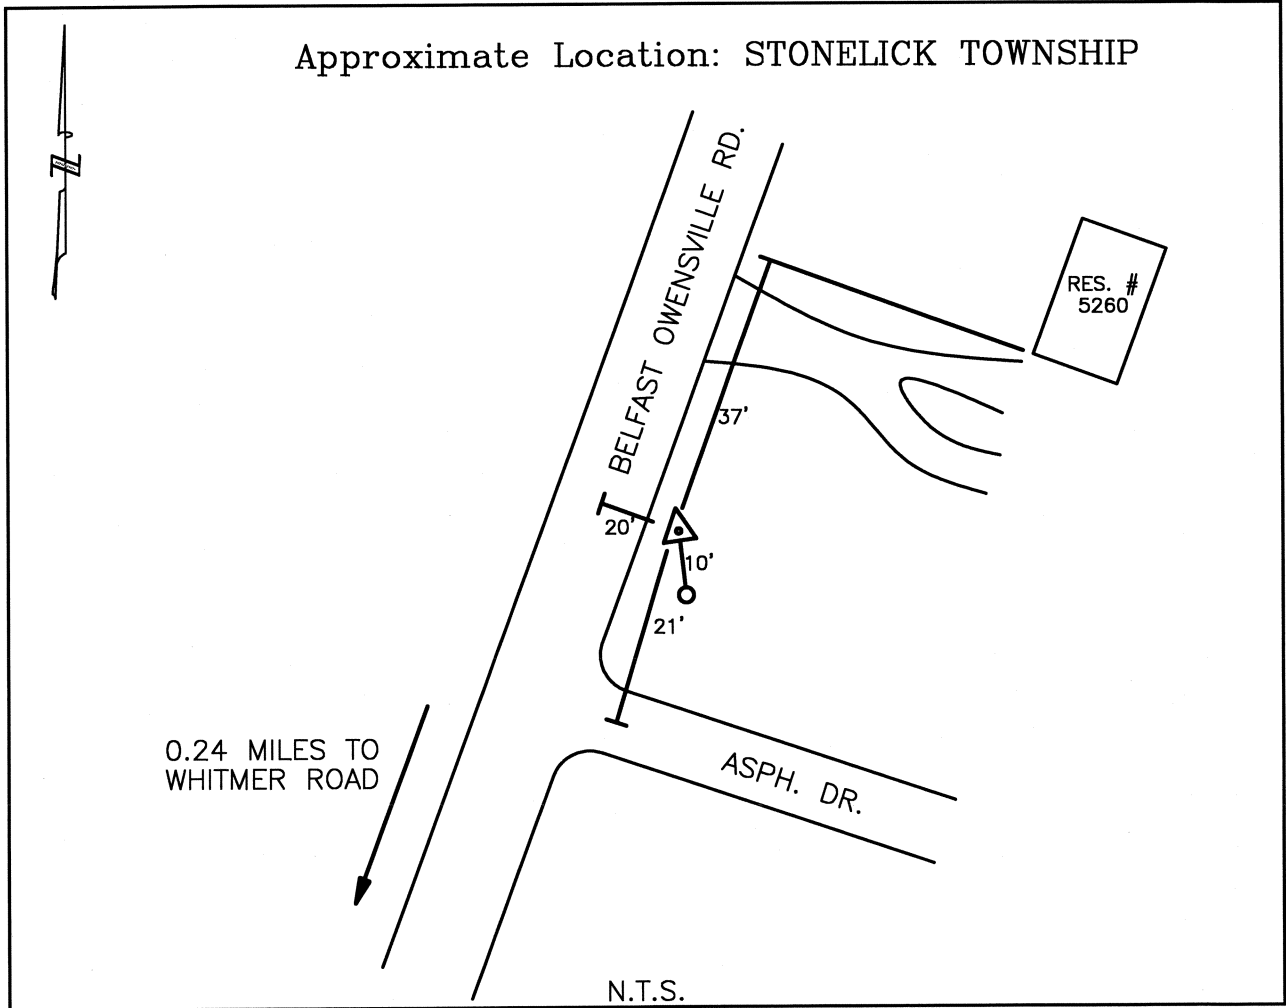 Approximate Location: STONELICK TOWNSHIP
N
BELFAST OWENSVILLE RD.
RES. #
5260
37'
20'
10'
21'
0.24 MILES TO
WHITMER ROAD
ASPH. DR.
N.T.S.